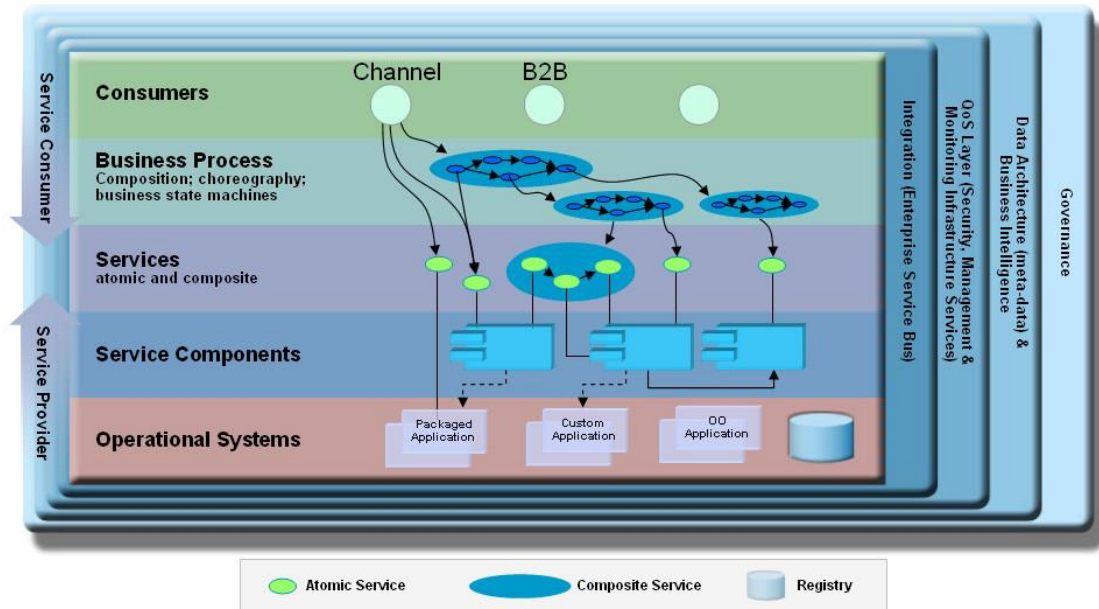 Channel
B2B
Consumers
Business Process
Composition; choreography;
business state machines
Services
atomic and composite
Service Components
Operational Systems
Packaged
Application
Custom
Application
OO
Application
Service Consumer
Service Provider
Integration (Enterprise Service Bus)
QoS Layer (Security, Management &
Monitoring Infrastructure Services)
Data Architecture (meta-data) &
Business Intelligence
Governance
Atomic Service
Composite Service
Registry